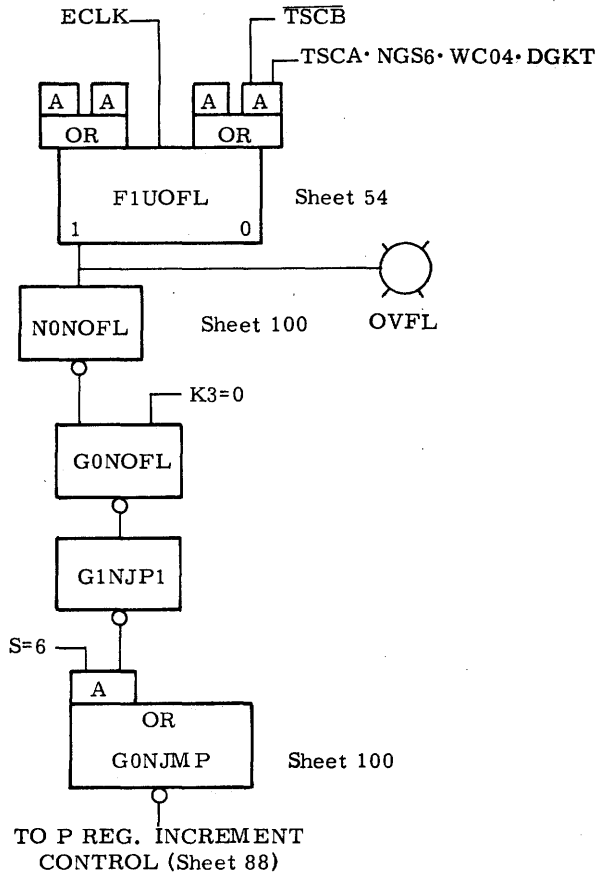 ECLK
TSCB
TSCA· NGS6· WC04· DGKT
A A A A
OR OR
F1UOFL Sheet 54
1 0
N0NOFL Sheet 100 OVFL
K3=0
G0NOFL
G1NJP1
S=6
A
OR
G0NJMP Sheet 100
TO P REG. INCREMENT
CONTROL (Sheet 88)